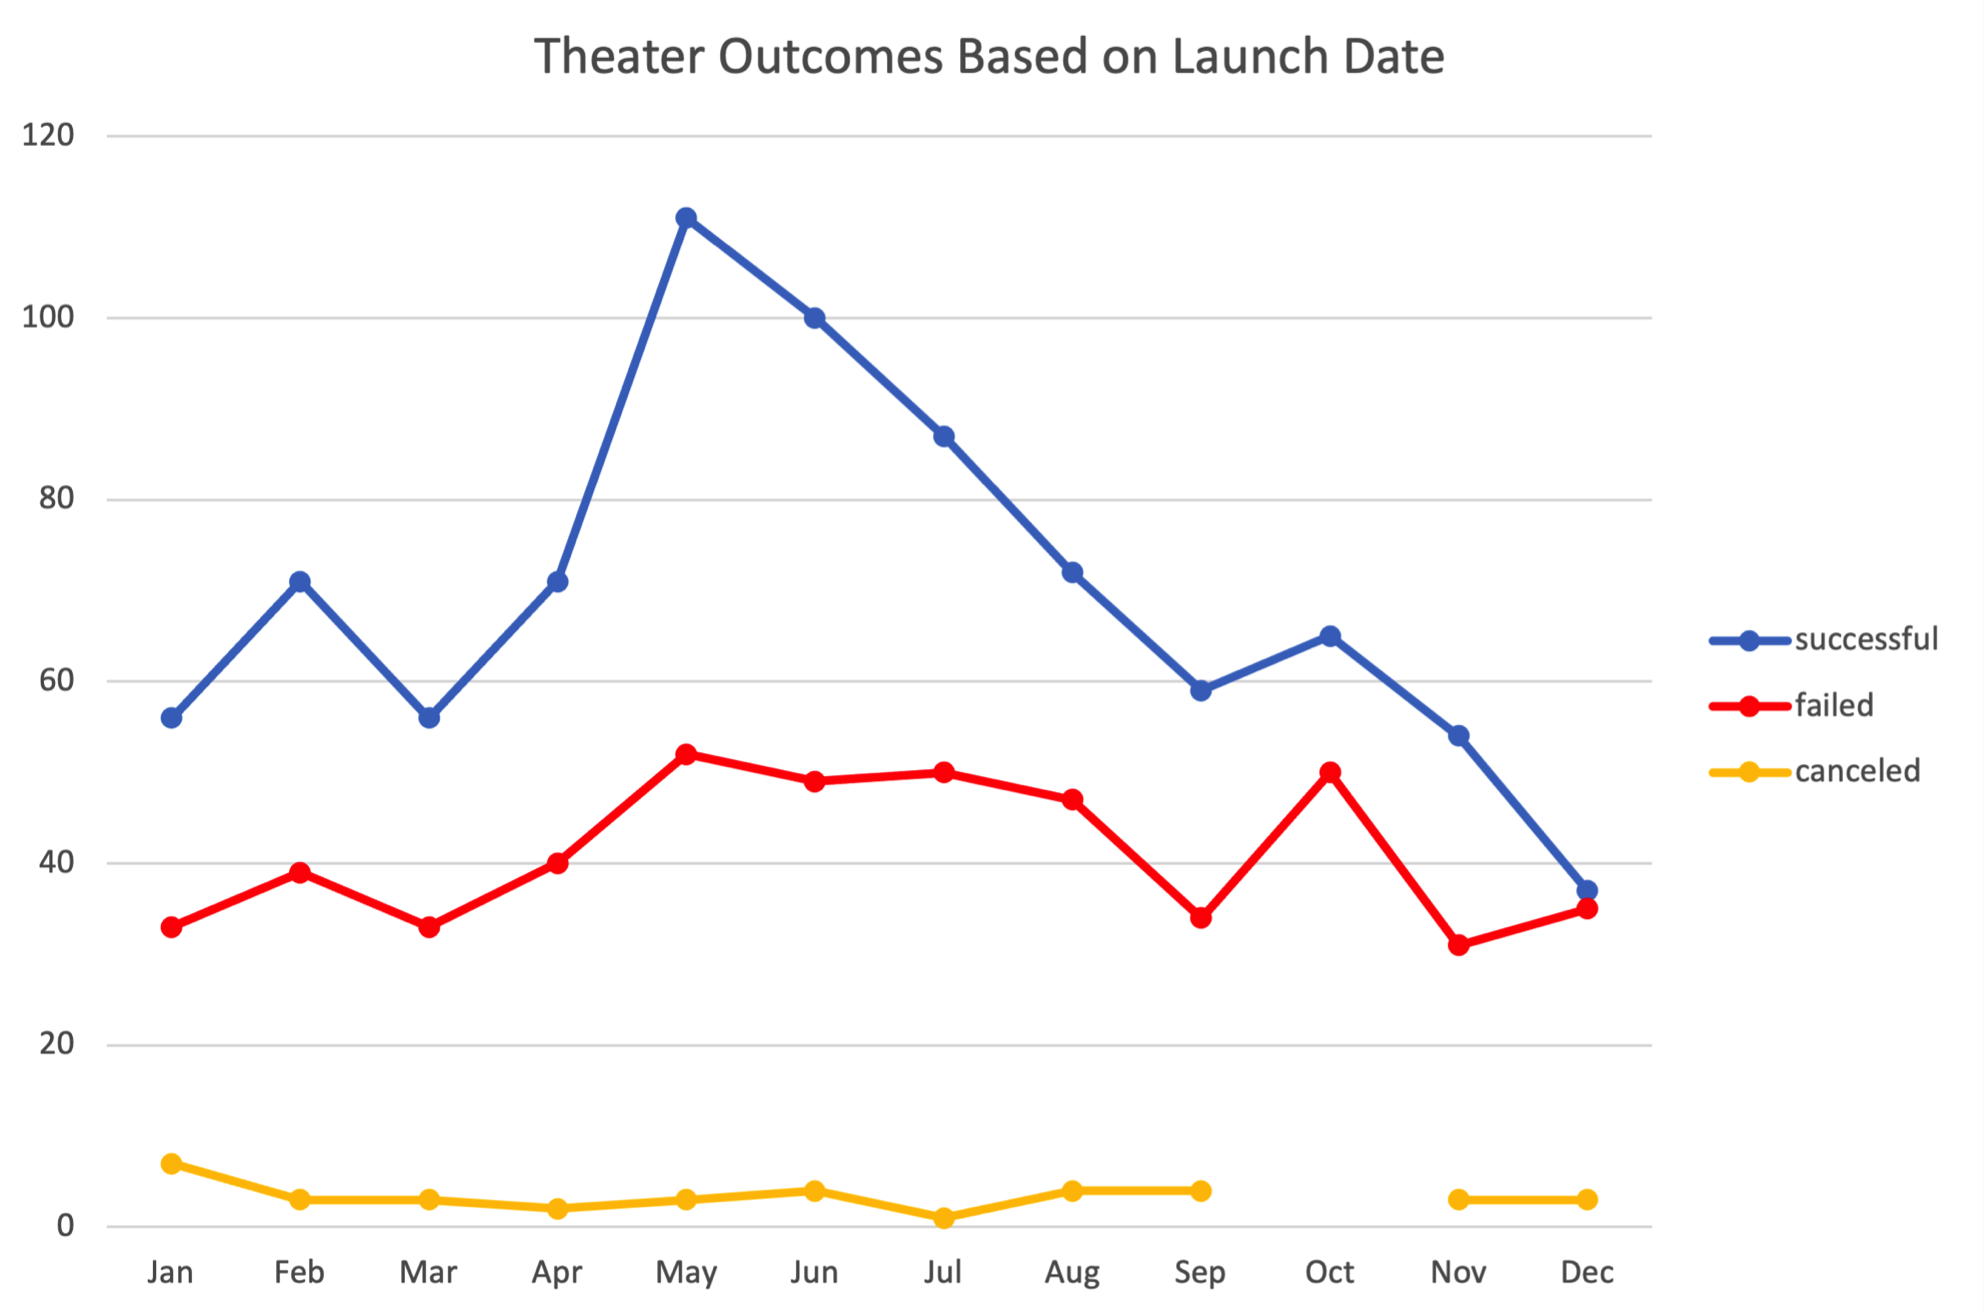 Theater Outcomes Based on Launch Date
120
100
80
60
40
20
0
Jan Feb Mar Apr May Jun Jul Aug Sep Oct Nov Dec
successful
failed
canceled